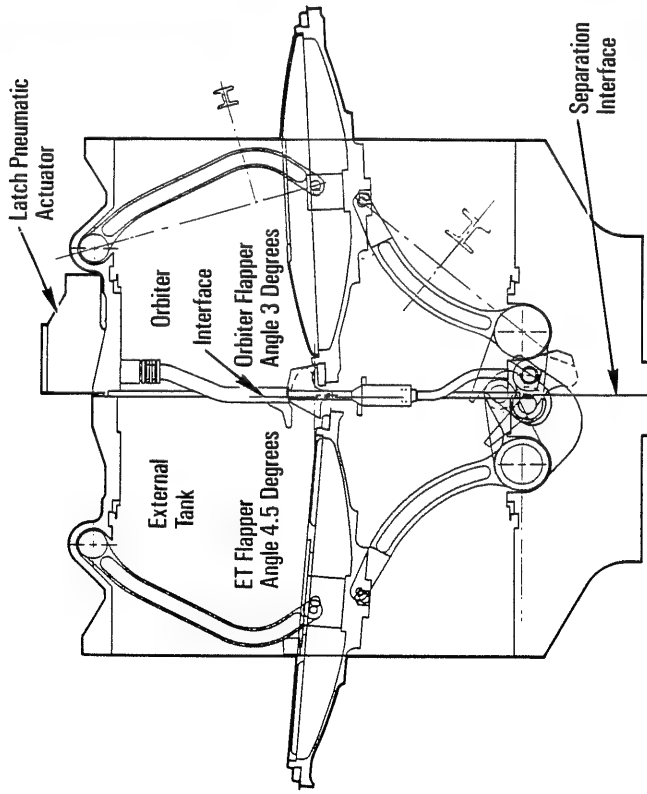 Latch Pneumatic
Actuator
Orbiter
Interface
Orbiter Flapper
Angle 3 Degrees
External
Tank
ET Flapper
Angle 4.5 Degrees
Separation
Interface